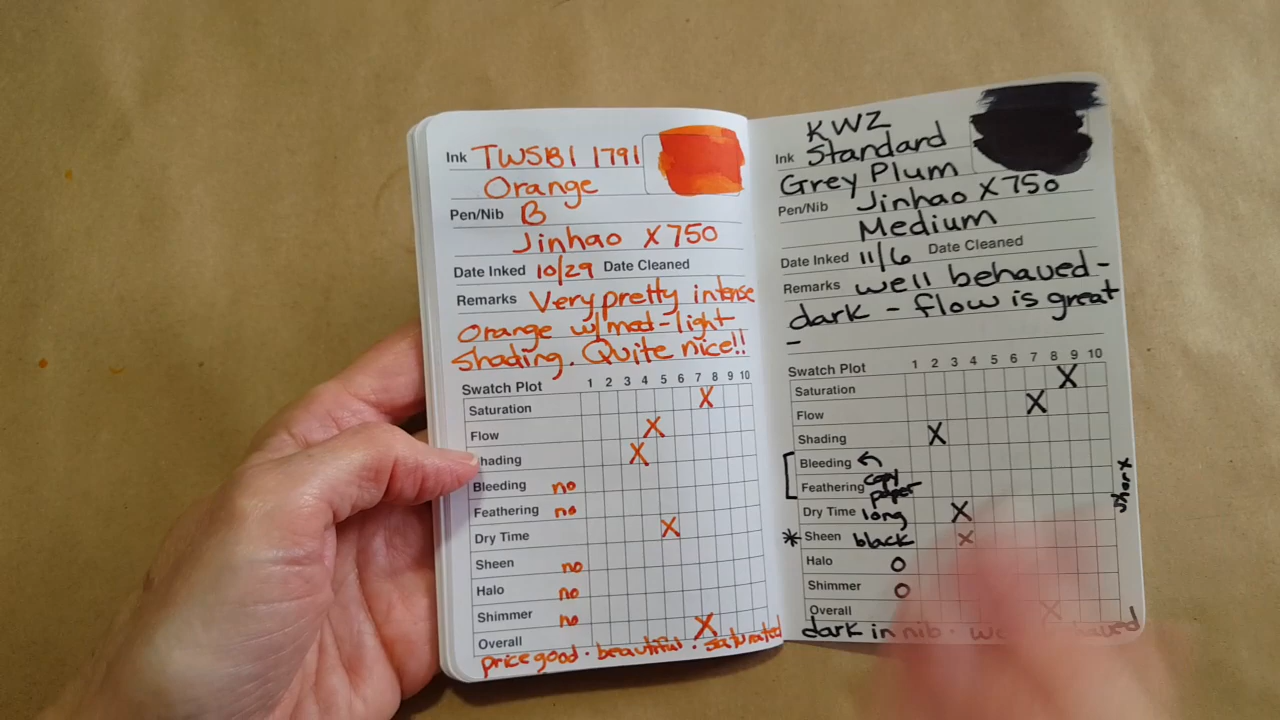 Ink TWSBI 1791
Orange
Pen/Nib B
Jinhao X750
Date Inked 10/29 Date Cleaned
Remarks Very pretty intense
Orange w/med-light
Shading. Quite nice!!
Swatch Plot 1 2 3 4 5 6 7 8 9 10
Saturation X
Flow X
hading X
Bleeding no
Feathering no
Dry Time X
Sheen no
Halo no
Shimmer no
Overall X
price good · beautiful · saturated
KWZ
Ink Standard
Grey Plum
Pen/Nib Jinhao X750
Medium
Date Inked 11/6 Date Cleaned
Remarks well behaved -
dark - flow is great
-
Swatch Plot 1 2 3 4 5 6 7 8 9 10
Saturation X
Flow X
Shading X
Bleeding
Feathering copy paper
Dry Time long X
* Sheen black X
Halo O
Shimmer O
Overall X
dark in nib.